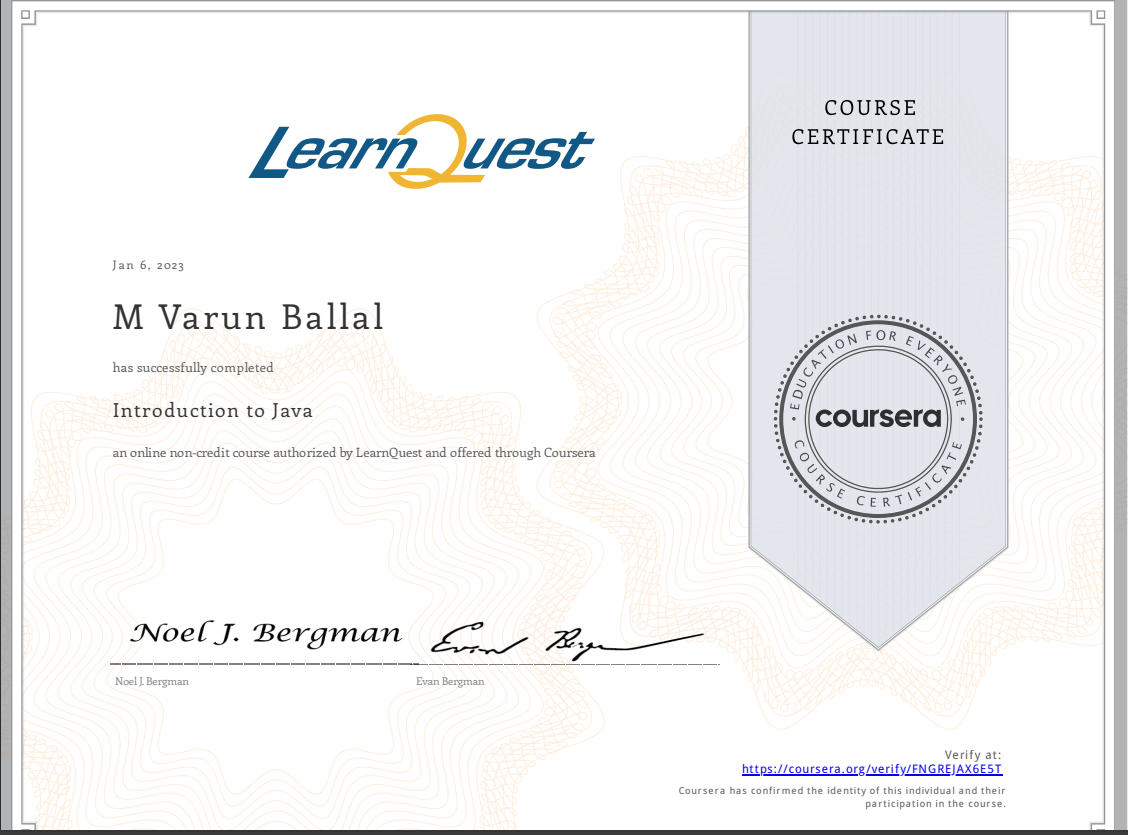 LearnQuest
COURSE
CERTIFICATE
Jan 6, 2023
M Varun Ballal
has successfully completed
Introduction to Java
an online non-credit course authorized by LearnQuest and offered through Coursera
EDUCATION FOR EVERYONE
coursera
COURSE CERTIFICATE
Noel J. Bergman
Evan Berg
Noel J. Bergman
Evan Bergman
Verify at:
https://coursera.org/verify/FNGREJAX6E5T
Coursera has confirmed the identity of this individual and their
participation in the course.